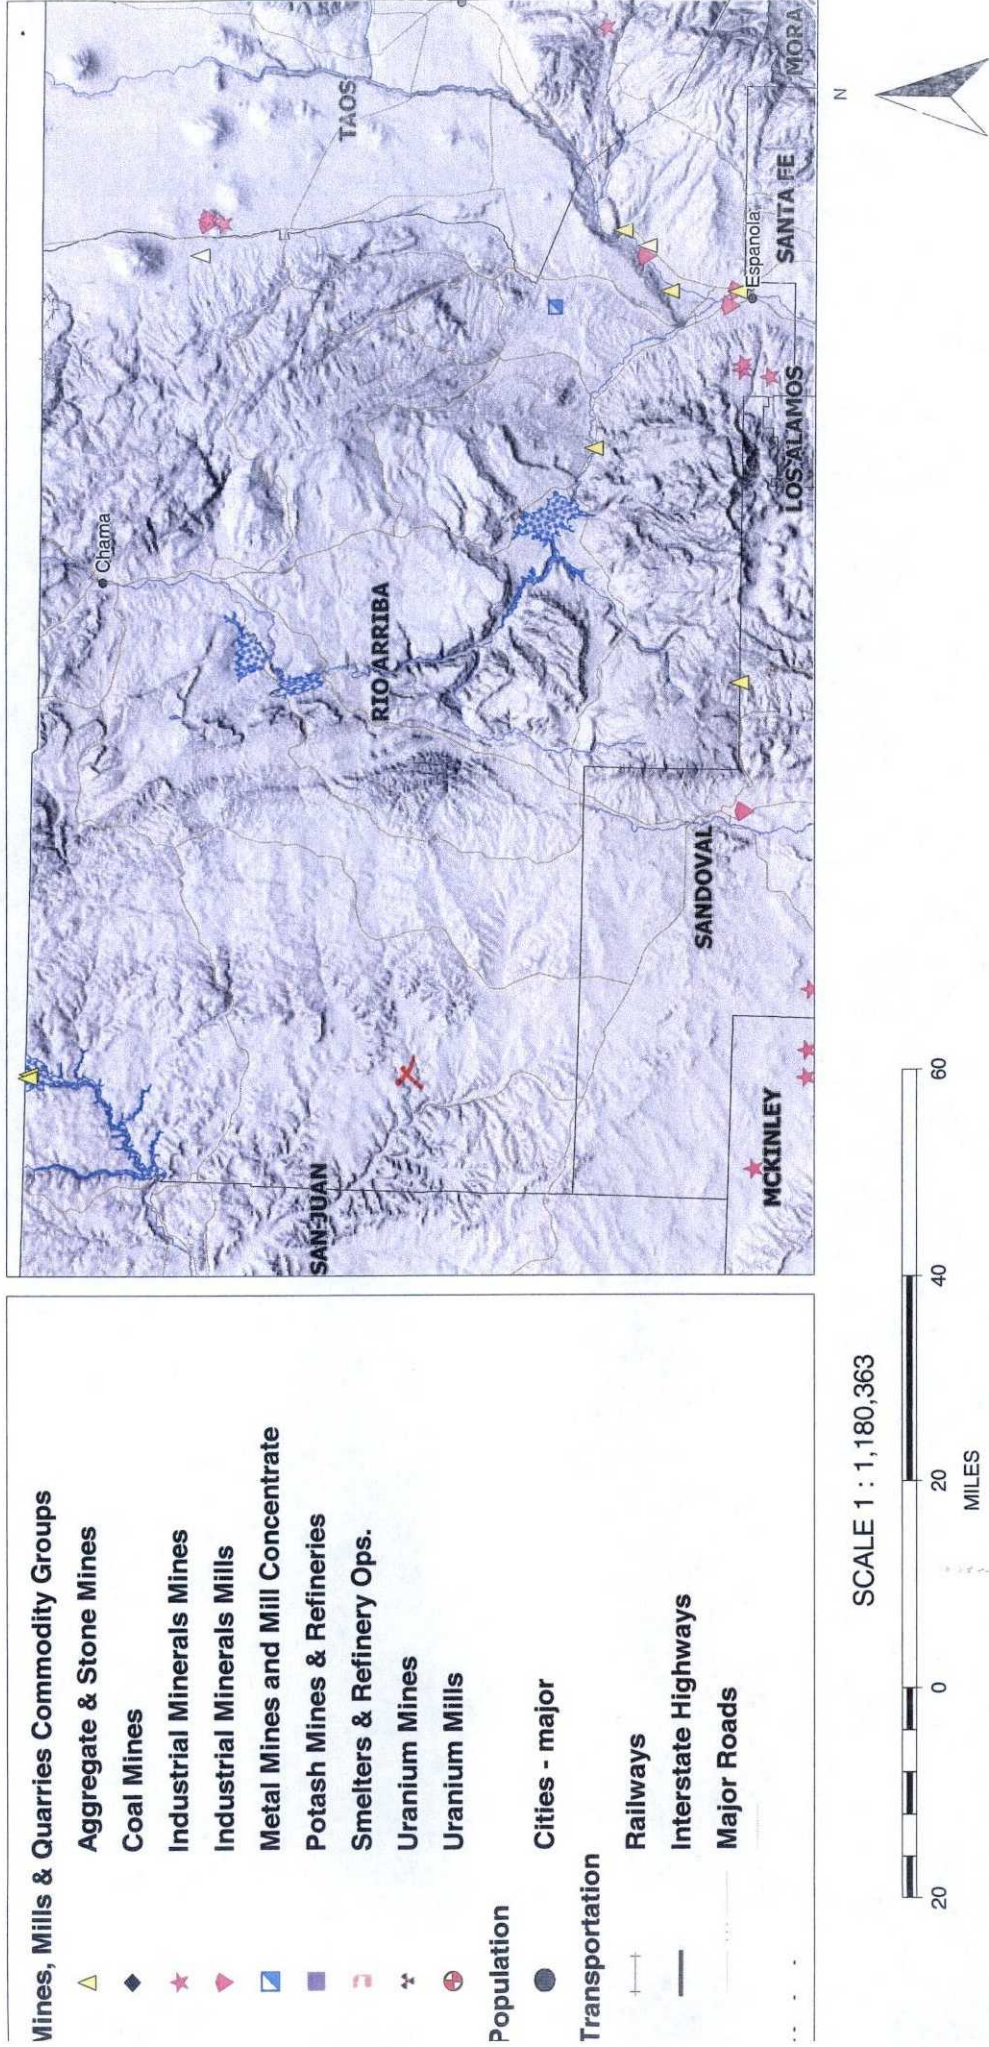 Mines, Mills & Quarries Commodity Groups
Aggregate & Stone Mines
Coal Mines
Industrial Minerals Mines
Industrial Minerals Mills
Metal Mines and Mill Concentrate
Potash Mines & Refineries
Smelters & Refinery Ops.
Uranium Mines
Uranium Mills
Population
Cities - major
Transportation
Railways
Interstate Highways
Major Roads
Chama
TAOS
RIO ARRIBA
SAN JUAN
MORA
SANTA FE
Espanola
LOS ALAMOS
SANDOVAL
MCKINLEY
N
SCALE 1 : 1,180,363
20
0
20
40
60
MILES